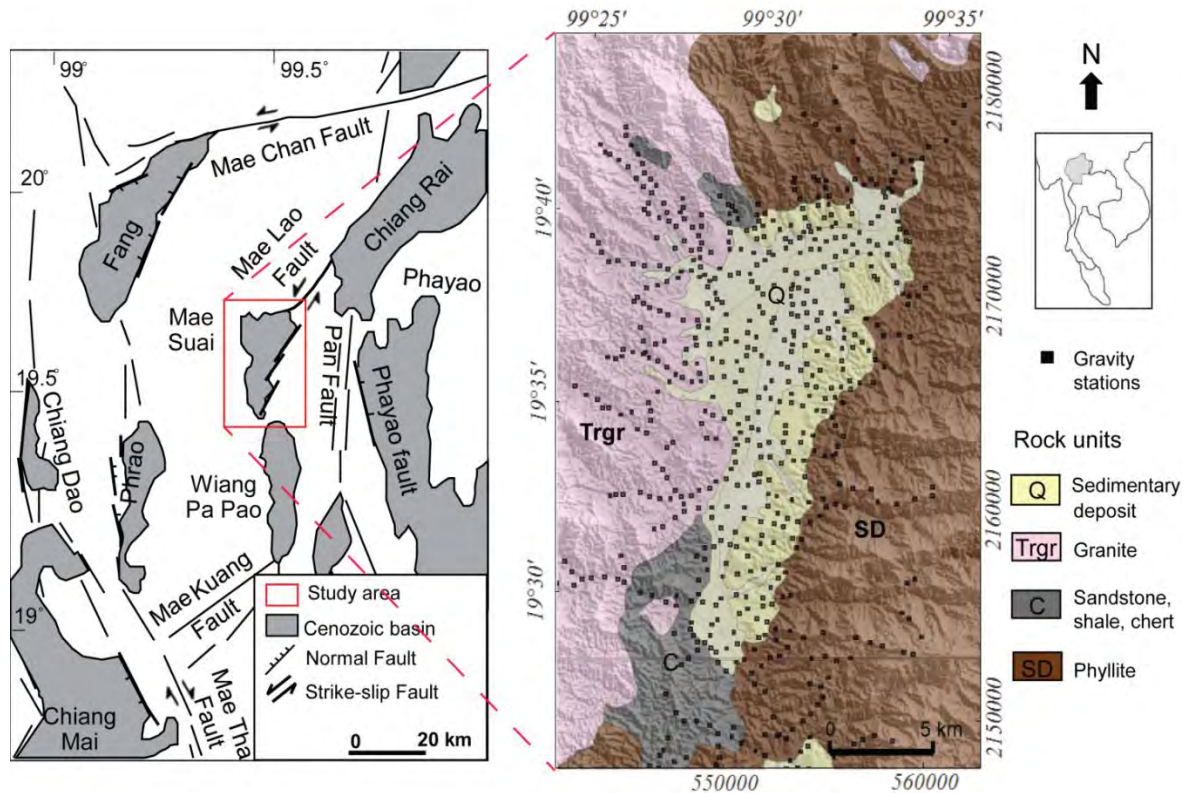 99°
99.5°
20°
19.5°
19°
Mae Chan Fault
Fang
Chiang Rai
Mae Lao
Fault
Phayao
Mae
Suai
Pan Fault
Phayao fault
Chiang Dao
Phrao
Wiang
Pa Pao
Mae Kuang
Fault
Mae Tha
Fault
Chiang
Mai
Study area
Cenozoic basin
Normal Fault
Strike-slip Fault
0 20 km
99°25' 99°30' 99°35'
19°40'
19°35'
19°30'
2180000
2170000
2160000
2150000
550000 560000
Q
Trgr
SD
C
0 5 km
N
Gravity
stations
Rock units
Q Sedimentary
deposit
Trgr Granite
C Sandstone,
shale, chert
SD Phyllite